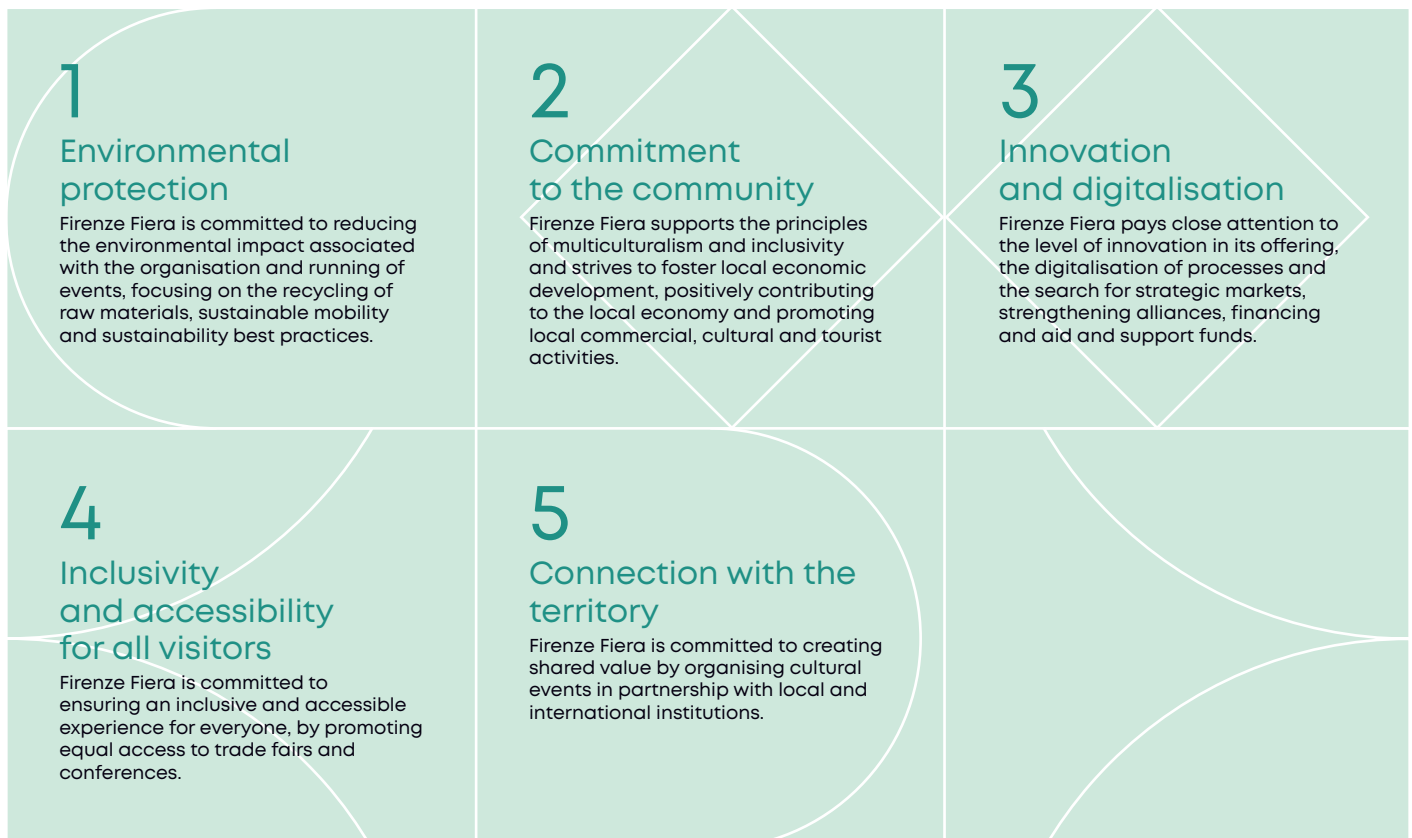 1
Environmental
protection
Firenze Fiera is committed to reducing
the environmental impact associated
with the organisation and running of
events, focusing on the recycling of
raw materials, sustainable mobility
and sustainability best practices.
2
Commitment
to the community
Firenze Fiera supports the principles
of multiculturalism and inclusivity
and strives to foster local economic
development, positively contributing
to the local economy and promoting
local commercial, cultural and tourist
activities.
3
Innovation
and digitalisation
Firenze Fiera pays close attention to
the level of innovation in its offering,
the digitalisation of processes and
the search for strategic markets,
strengthening alliances, financing
and aid and support funds.
4
Inclusivity
and accessibility
for all visitors
Firenze Fiera is committed to
ensuring an inclusive and accessible
experience for everyone, by promoting
equal access to trade fairs and
conferences.
5
Connection with the
territory
Firenze Fiera is committed to creating
shared value by organising cultural
events in partnership with local and
international institutions.